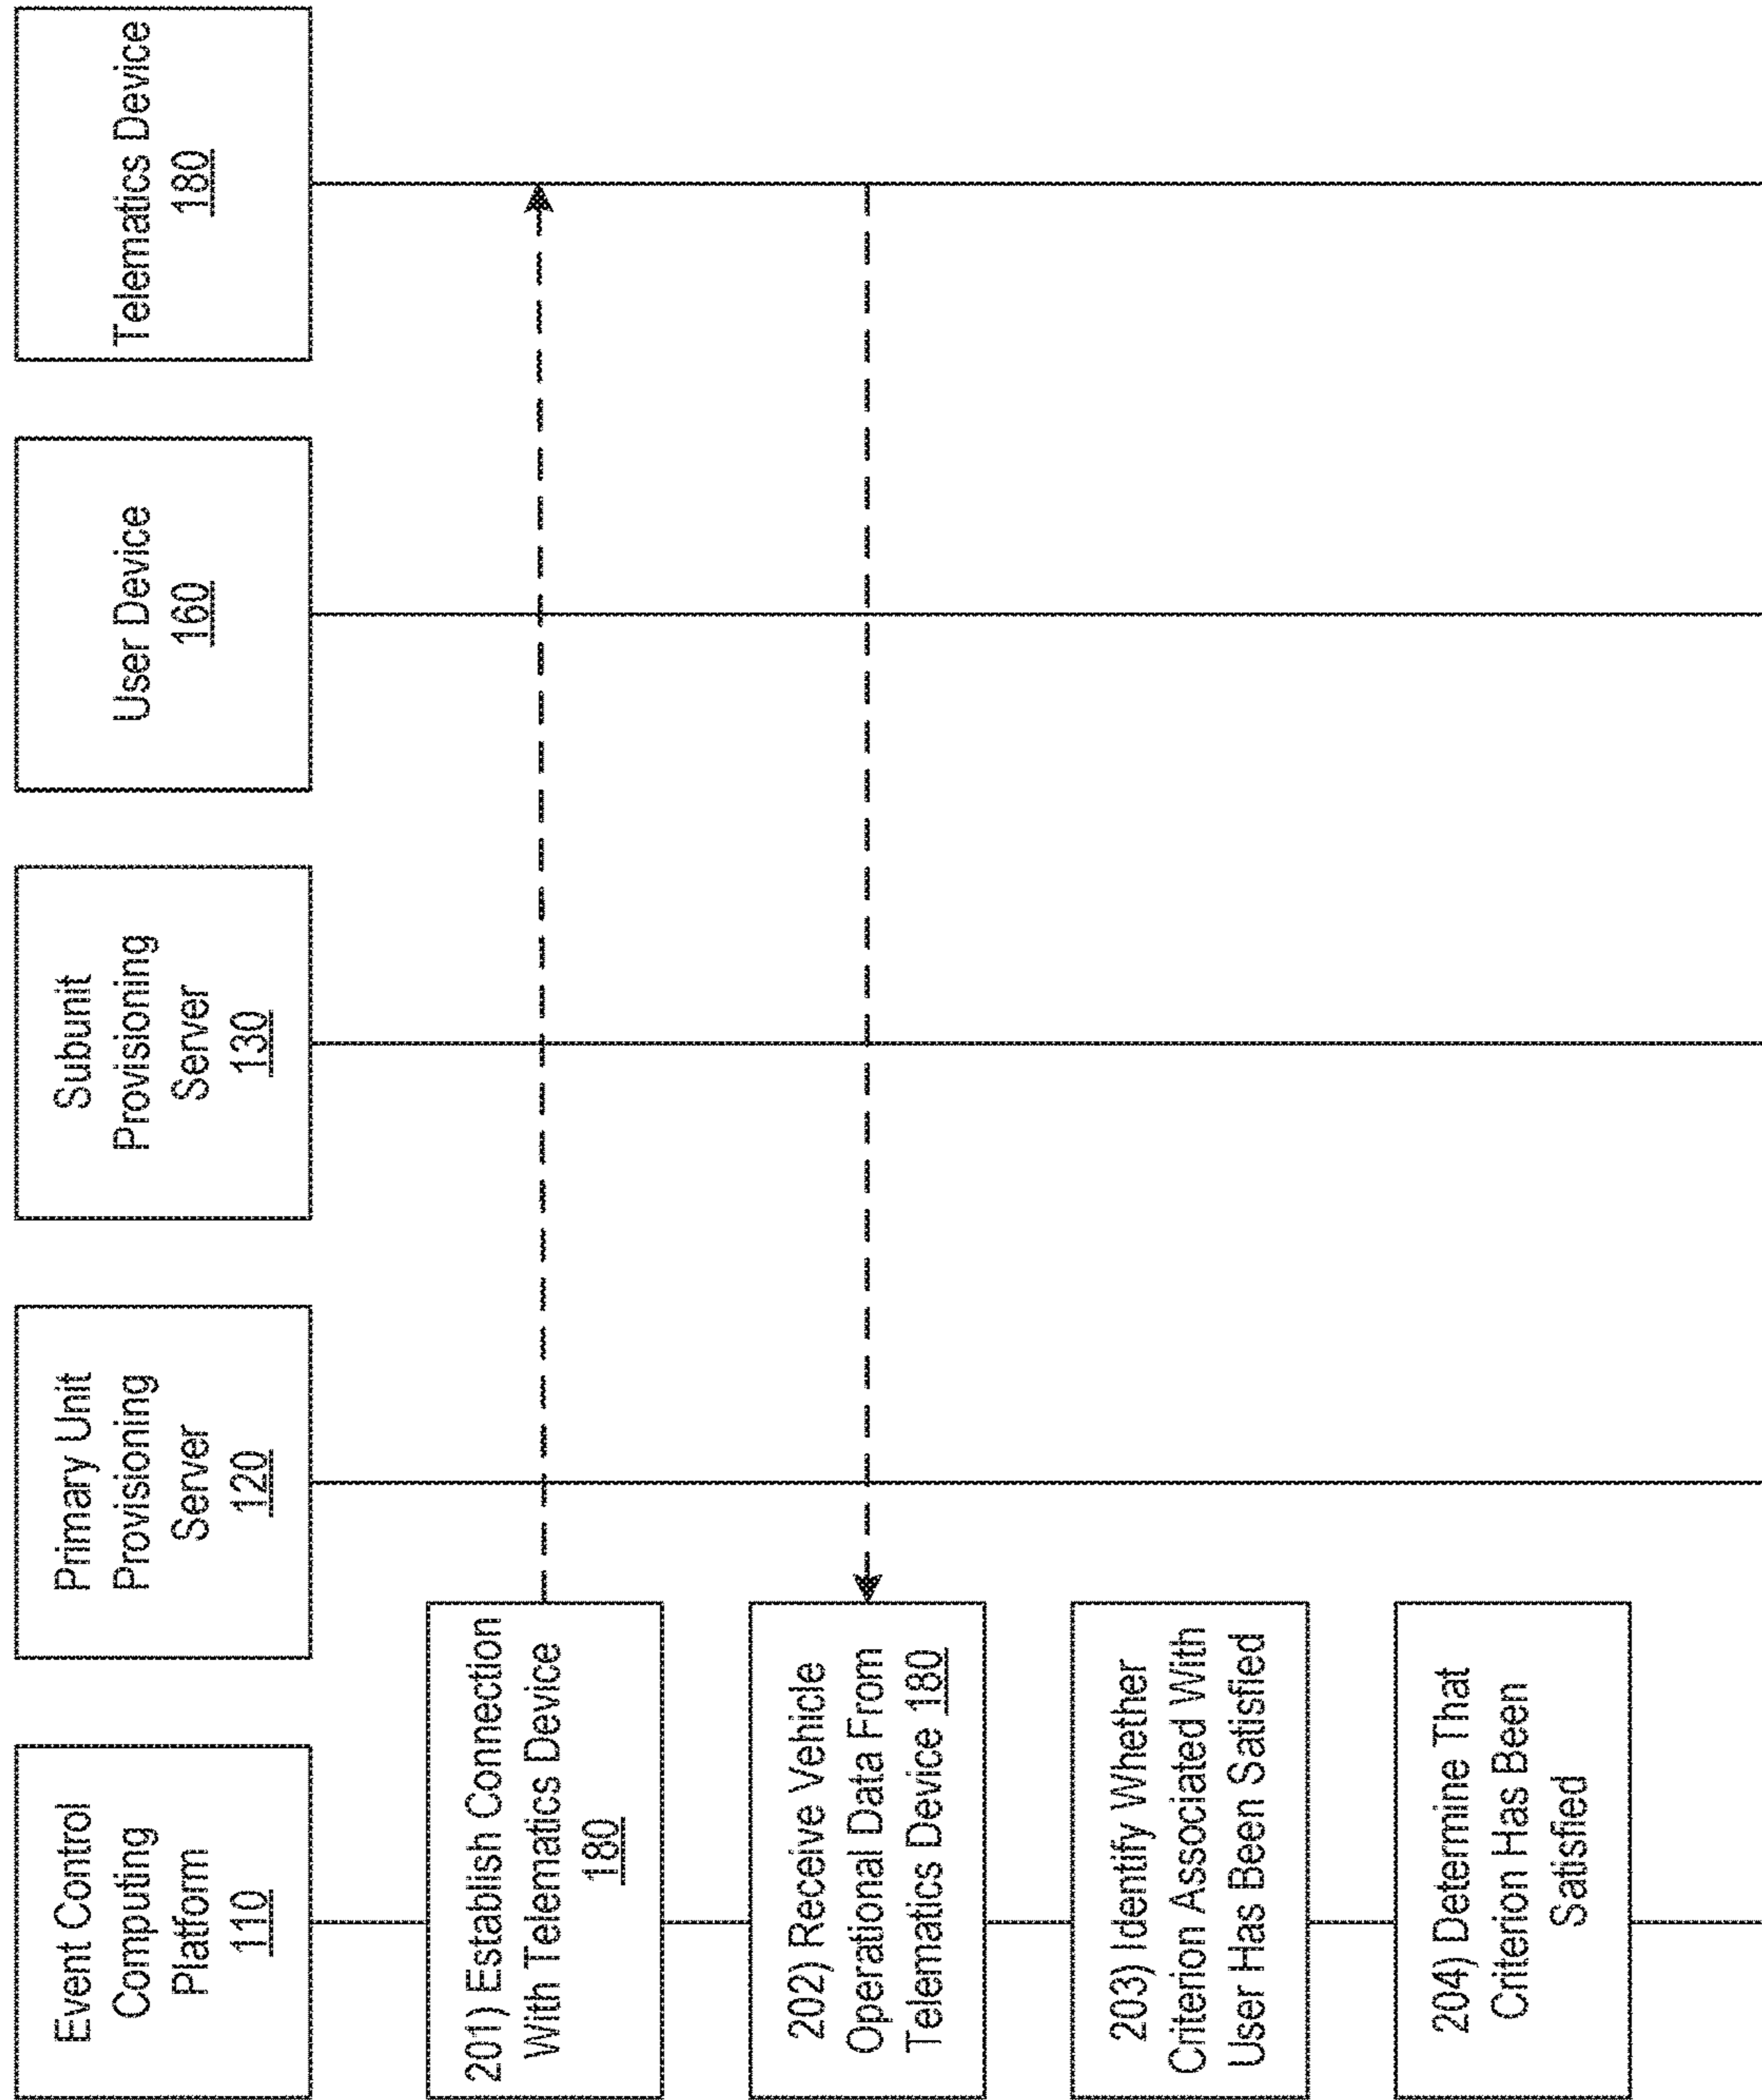 Event Control
Computing
Platform
110
Primary Unit
Provisioning
Server
120
Subunit
Provisioning
Server
130
User Device
160
Telematics Device
180
201) Establish Connection
With Telematics Device
180
202) Receive Vehicle
Operational Data From
Telematics Device 180
203) Identify Whether
Criterion Associated With
User Has Been Satisfied
204) Determine That
Criterion Has Been
Satisfied